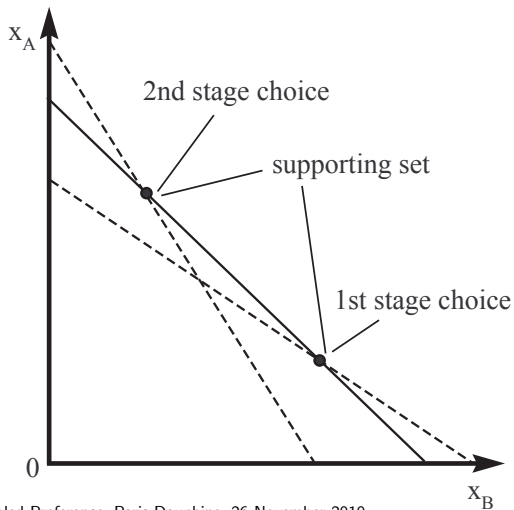 x_A
2nd stage choice
supporting set
1st stage choice
0
x_B